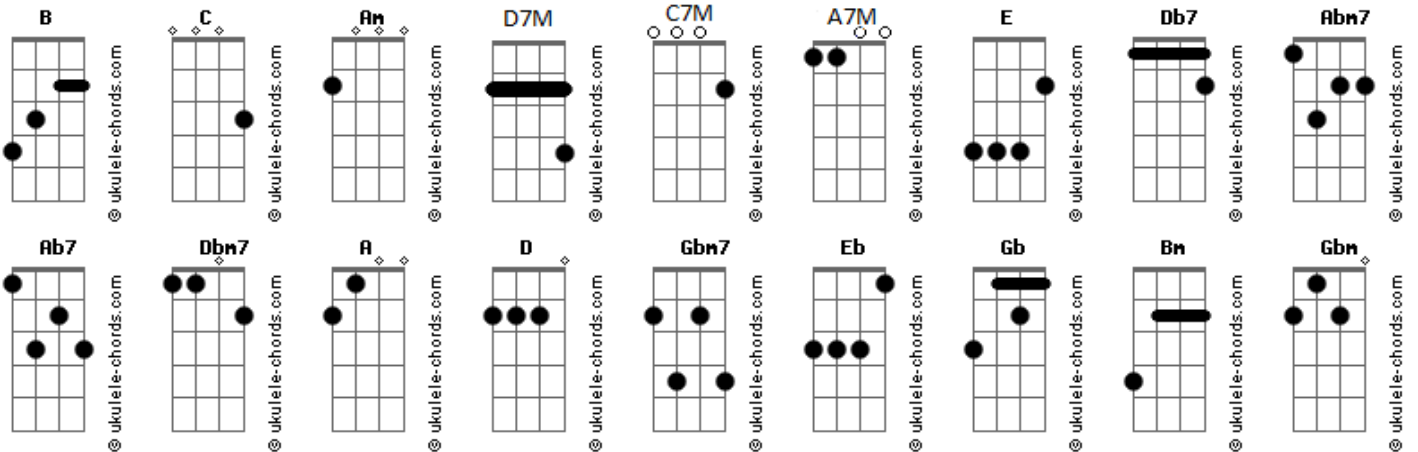 B C Am D7M C7M A7M E Db7 Abm7
© ukulele-chords.com © ukulele-chords.com © ukulele-chords.com © ukulele-chords.com © ukulele-chords.com © ukulele-chords.com © ukulele-chords.com © ukulele-chords.com © ukulele-chords.com
Ab7 Dbm7 A D Gbm7 Eb Gb Bm Gbm
© ukulele-chords.com © ukulele-chords.com © ukulele-chords.com © ukulele-chords.com © ukulele-chords.com © ukulele-chords.com © ukulele-chords.com © ukulele-chords.com © ukulele-chords.com